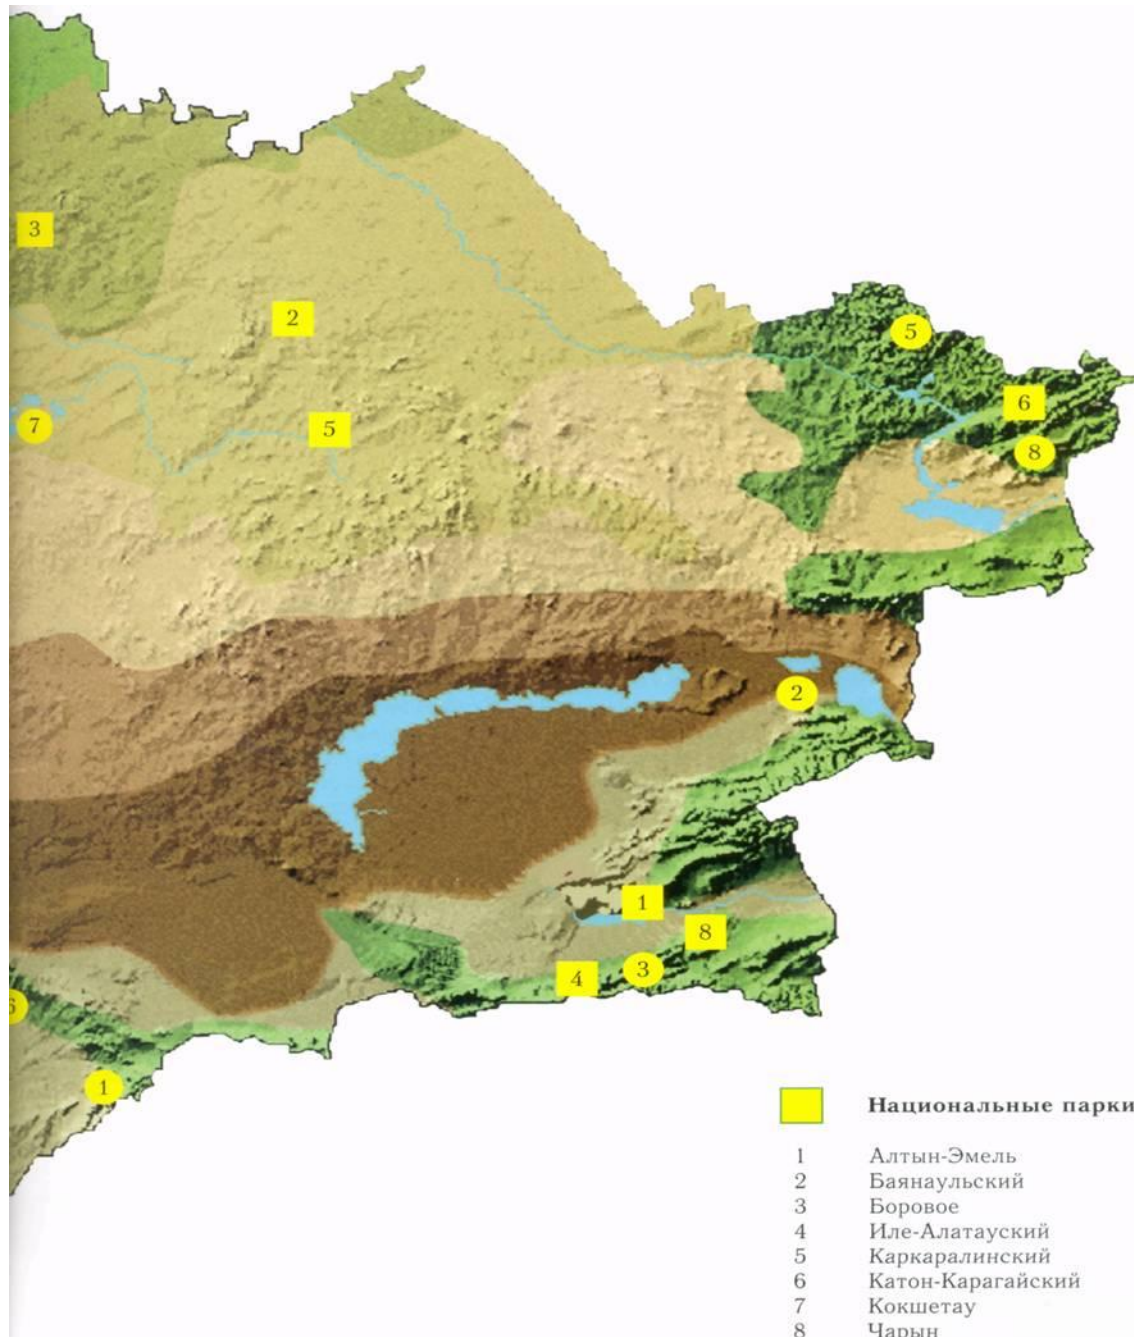 3
2
5
6
7
5
8
2
1
8
4
3
6
1
Национальные парки
1 Алтын-Эмель
2 Баянаульский
3 Боровое
4 Иле-Алатауский
5 Каркаралинский
6 Катон-Карагайский
7 Кокшетау
8 Чарын